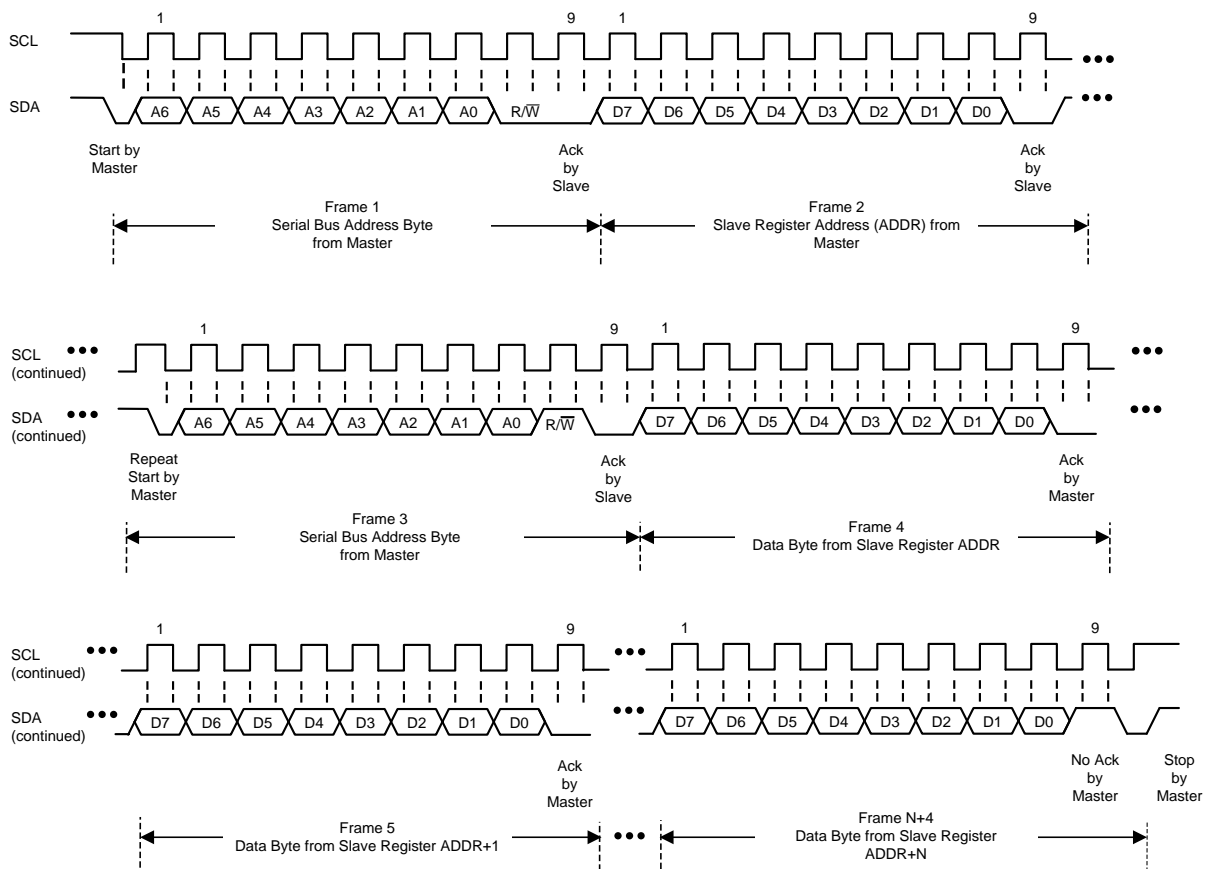 1 9 1 9
SCL
SDA A6 A5 A4 A3 A2 A1 A0 R/W̅ D7 D6 D5 D4 D3 D2 D1 D0
Start by
Master
Ack
by
Slave
Ack
by
Slave
Frame 1
Serial Bus Address Byte
from Master
Frame 2
Slave Register Address (ADDR) from
Master
1 9 1 9
SCL
(continued)
SDA
(continued)
A6 A5 A4 A3 A2 A1 A0 R/W̅ D7 D6 D5 D4 D3 D2 D1 D0
Repeat
Start by
Master
Ack
by
Slave
Ack
by
Master
Frame 3
Serial Bus Address Byte
from Master
Frame 4
Data Byte from Slave Register ADDR
1 9 1 9
SCL
(continued)
SDA
(continued)
D7 D6 D5 D4 D3 D2 D1 D0 D7 D6 D5 D4 D3 D2 D1 D0
Ack
by
Master
No Ack
by
Master
Stop
by
Master
Frame 5
Data Byte from Slave Register ADDR+1
Frame N+4
Data Byte from Slave Register
ADDR+N